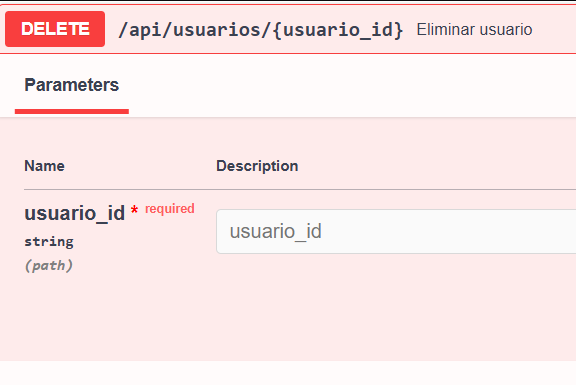 DELETE /api/usuarios/{usuario_id} Eliminar usuario
Parameters
Name Description
usuario_id * required
string
(path)
usuario_id